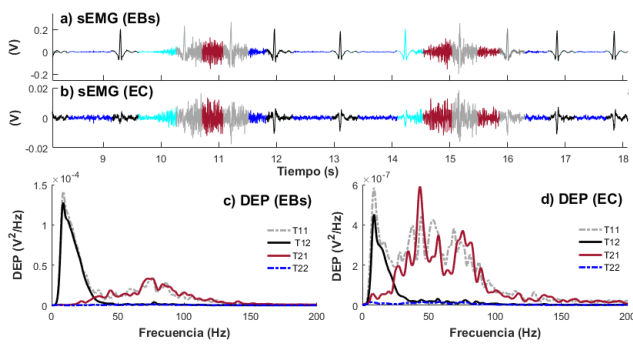 a) sEMG (EBs)
0.2
0
-0.2
(V)
b) sEMG (EC)
0.02
0
-0.02
(V)
9 10 11 12 13 14 15 16 17 18
Tiempo (s)
1.5 ×10⁻⁴
1
0.5
0
DEP (V²/Hz)
c) DEP (EBs)
T11
T12
T21
T22
0 50 100 150 200
Frecuencia (Hz)
6 ×10⁻⁷
4
2
0
DEP (V²/Hz)
d) DEP (EC)
T11
T12
T21
T22
0 50 100 150 200
Frecuencia (Hz)